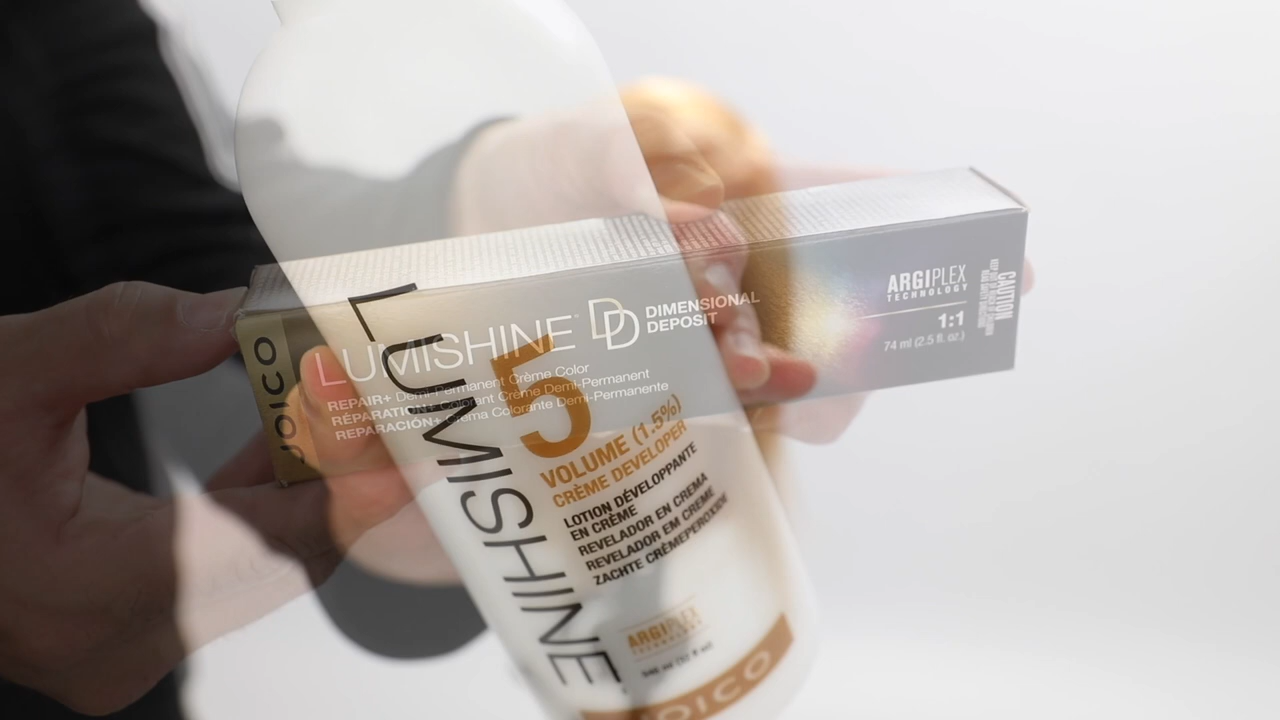 JOICO
LUMISHINE DD DIMENSIONAL
DEPOSIT
REPAIR+ Demi-Permanent Crème Color
RÉPARATION+ Colorant Crème Demi-Permanent
REPARACIÓN+ Crema Colorante Demi-Permanente
ARGIPLEX
TECHNOLOGY
1:1
74 ml (2.5 fl. oz.)
CAUTION
LUMISHINE
5
VOLUME (1.5%)
CRÈME DEVELOPER
LOTION DÉVELOPPANTE
EN CRÈME
REVELADOR EN CREMA
REVELADOR EM CREME
ZACHTE CRÈMEPEROXIDE
ARGIPLEX
TECHNOLOGY
JOICO